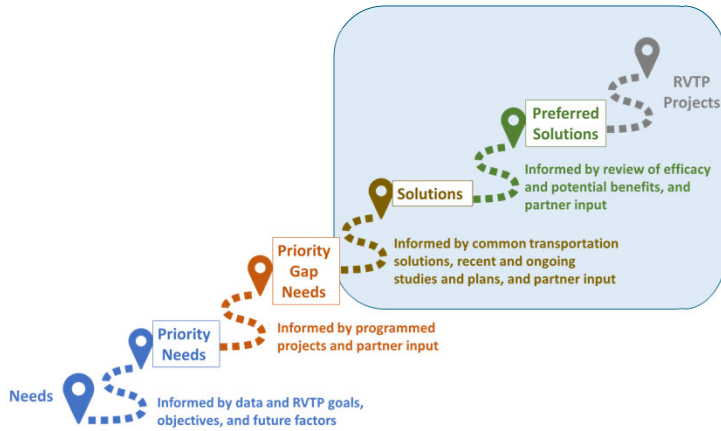 RVTP
Projects
Preferred
Solutions
Informed by review of efficacy
and potential benefits, and
partner input
Solutions
Informed by common transportation
solutions, recent and ongoing
studies and plans, and partner input
Priority
Gap
Needs
Informed by programmed
projects and partner input
Priority
Needs
Needs
Informed by data and RVTP goals,
objectives, and future factors